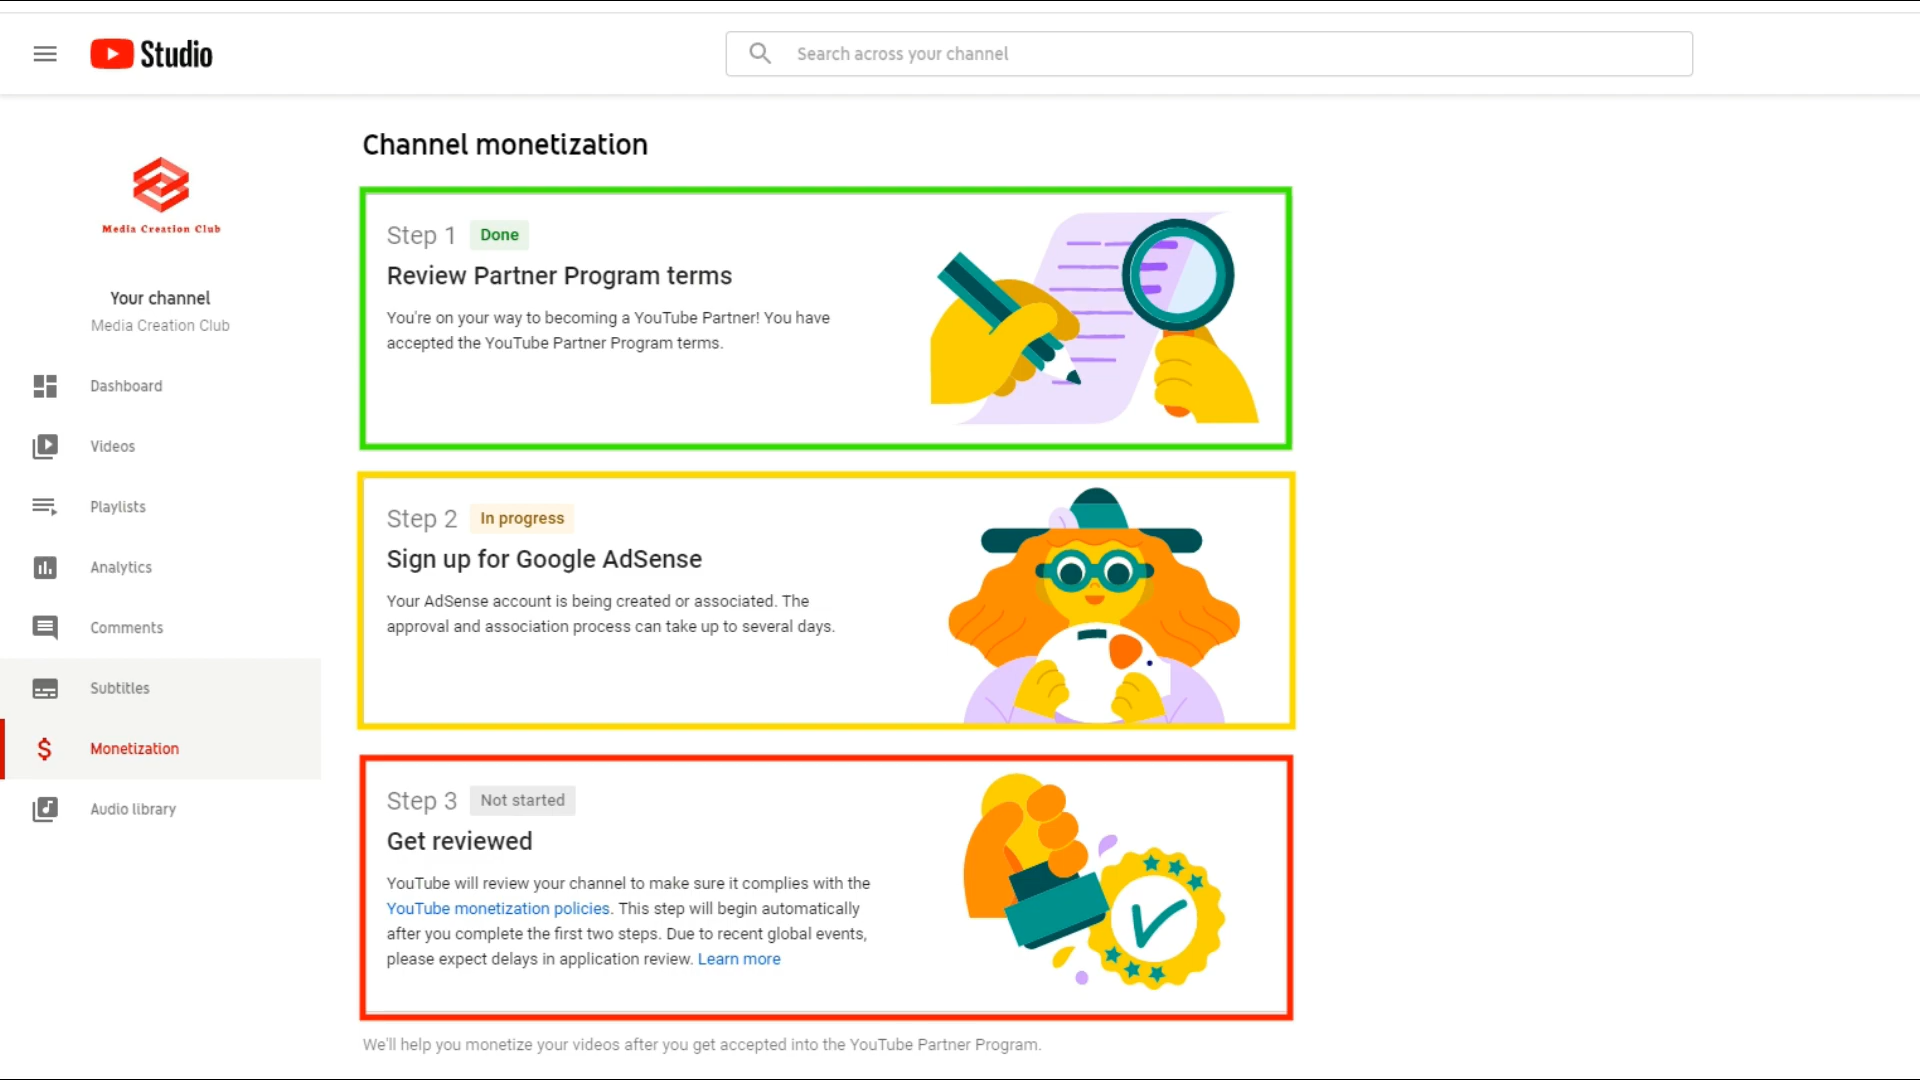 Studio
Search across your channel
Media Creation Club
Your channel
Media Creation Club
Dashboard
Videos
Playlists
Analytics
Comments
Subtitles
Monetization
Audio library
Channel monetization
Step 1 Done
Review Partner Program terms
You're on your way to becoming a YouTube Partner! You have
accepted the YouTube Partner Program terms.
Step 2 In progress
Sign up for Google AdSense
Your AdSense account is being created or associated. The
approval and association process can take up to several days.
Step 3 Not started
Get reviewed
YouTube will review your channel to make sure it complies with the
YouTube monetization policies. This step will begin automatically
after you complete the first two steps. Due to recent global events,
please expect delays in application review. Learn more
We'll help you monetize your videos after you get accepted into the YouTube Partner Program.